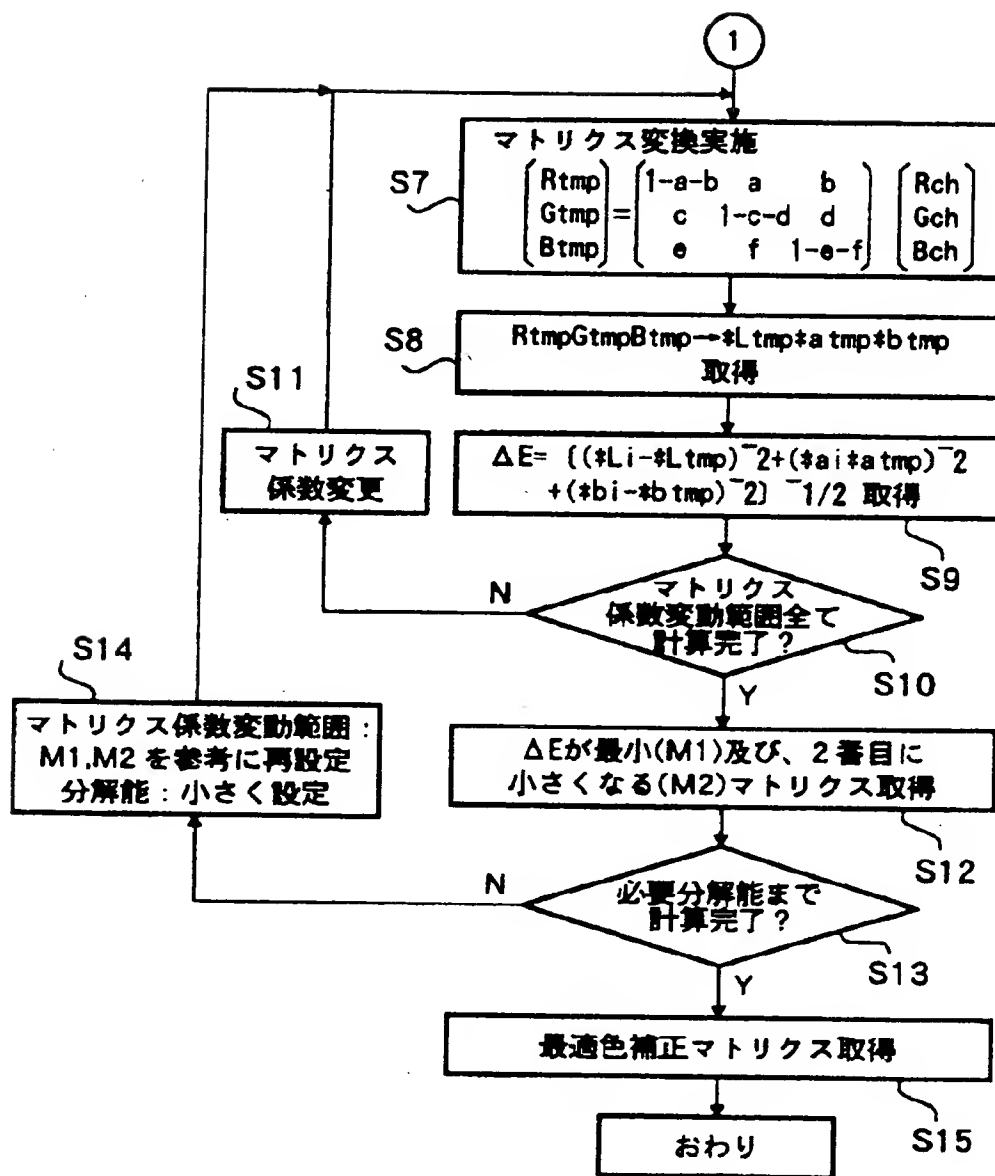 1
マトリクス変換実施
S7
Rtmp 1-a-b a b Rch
Gtmp = c 1-c-d d Gch
Btmp e f 1-e-f Bch
S8
RtmpGtmpBtmp→*Ltmp*atmp*btmp
取得
S11
マトリクス
係数変更
ΔE= {(*Li-*Ltmp)¯2+(*ai*atmp)¯2
+(*bi-*btmp)¯2} ¯1/2 取得
S9
マトリクス
係数変動範囲全て
計算完了?
N
S10
Y
S14
マトリクス係数変動範囲:
M1,M2を参考に再設定
分解能:小さく設定
ΔEが最小(M1)及び、2番目に
小さくなる(M2)マトリクス取得
S12
必要分解能まで
計算完了?
N
S13
Y
最適色補正マトリクス取得
S15
おわり